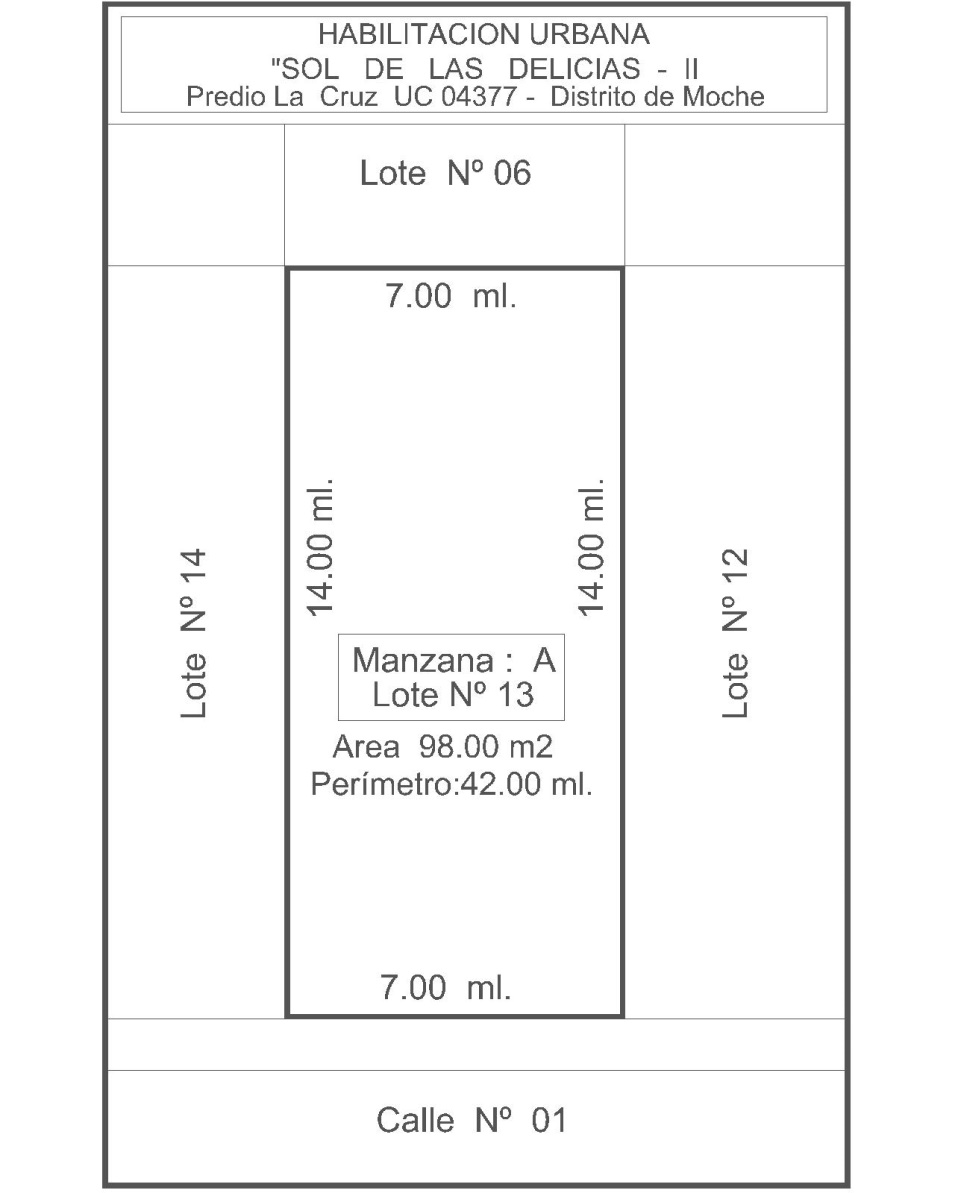 HABILITACION URBANA
"SOL DE LAS DELICIAS - II
Predio La Cruz UC 04377 - Distrito de Moche
Lote Nº 06
7.00 ml.
14.00 ml.
14.00 ml.
Lote Nº 14
Lote Nº 12
Manzana : A
Lote Nº 13
Area 98.00 m2
Perímetro:42.00 ml.
7.00 ml.
Calle Nº 01